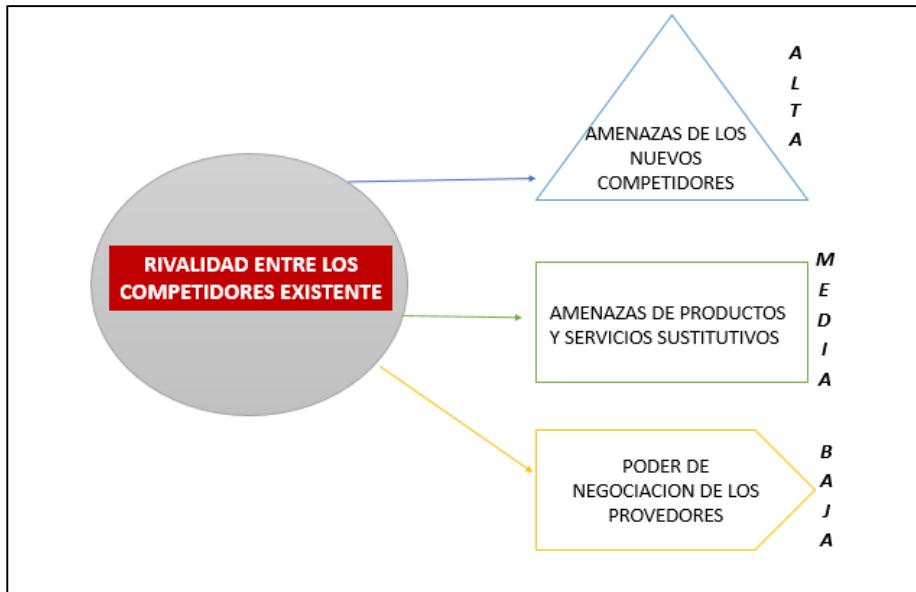 RIVALIDAD ENTRE LOS
COMPETIDORES EXISTENTE
AMENAZAS DE LOS
NUEVOS
COMPETIDORES
A
L
T
A
AMENAZAS DE PRODUCTOS
Y SERVICIOS SUSTITUTIVOS
M
E
D
I
A
PODER DE
NEGOCIACION DE LOS
PROVEDORES
B
A
J
A